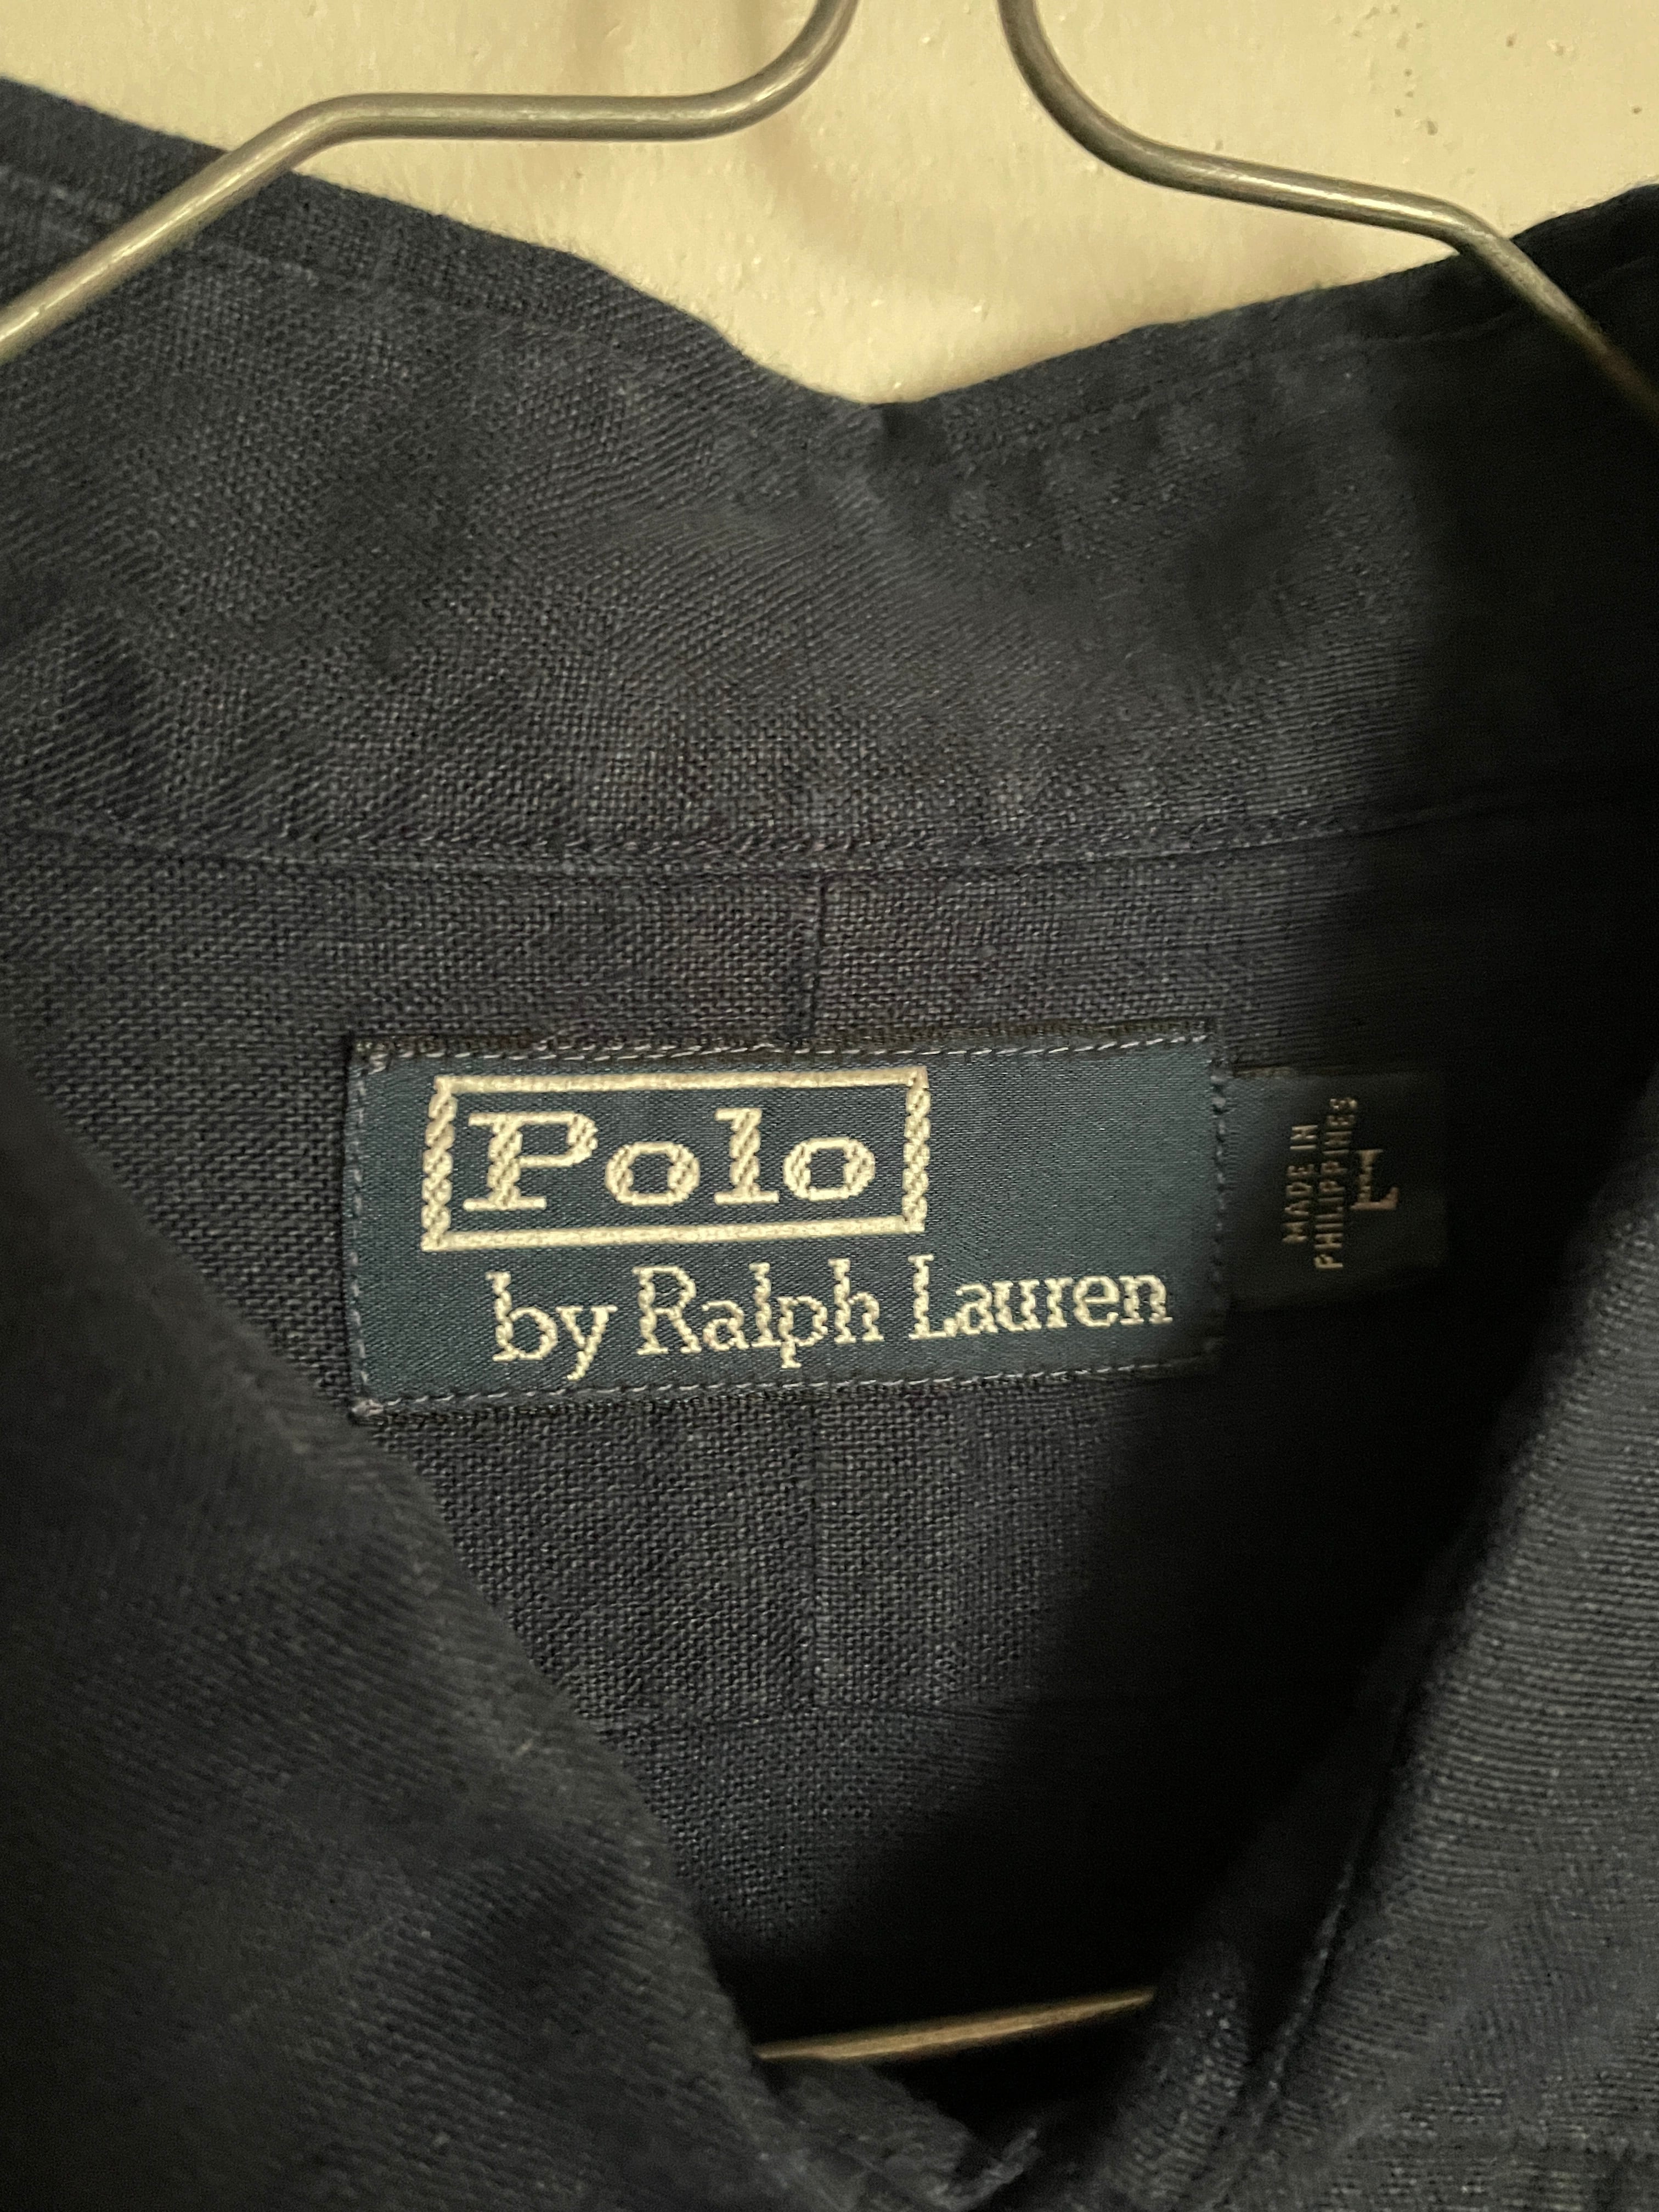 Polo
by Ralph Lauren
MADE IN
PHILIPPINES
L